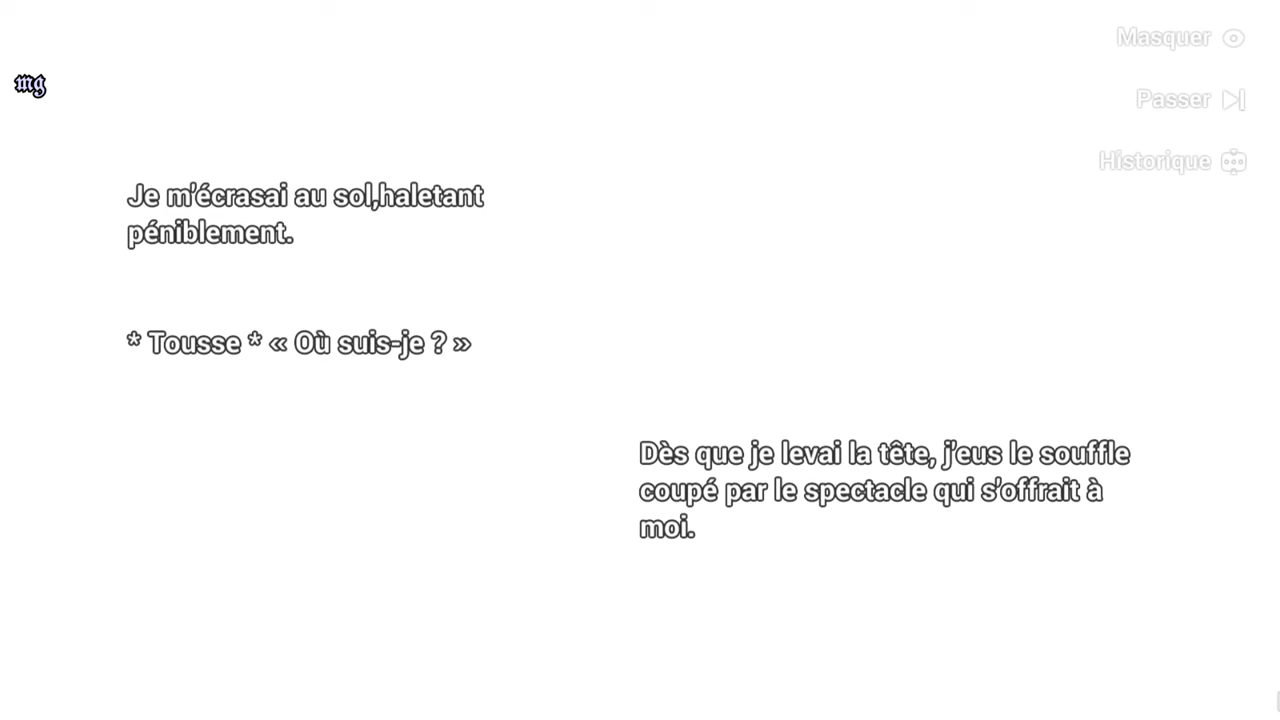 Masquer
mg
Passer
Historique
Je m'écrasai au sol,haletant
péniblement.
* Tousse * « Où suis-je ? »
Dès que je levai la tête, j'eus le souffle
coupé par le spectacle qui s'offrait à
moi.